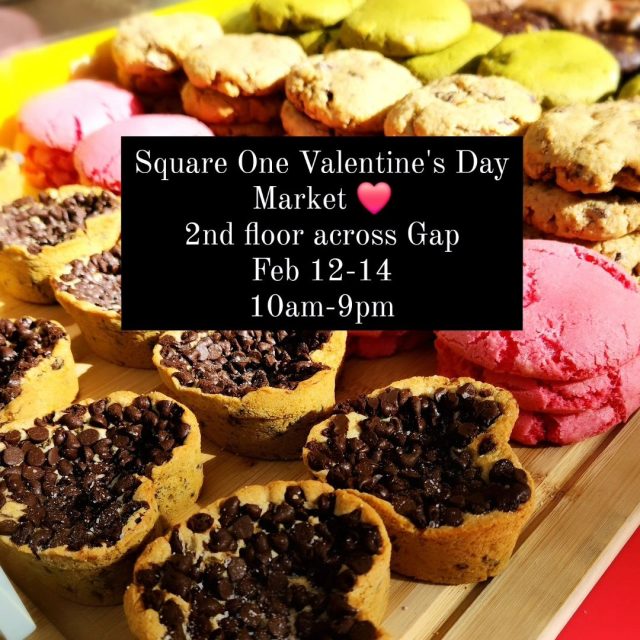 Square One Valentine's Day
Market ❤️
2nd floor across Gap
Feb 12-14
10am-9pm